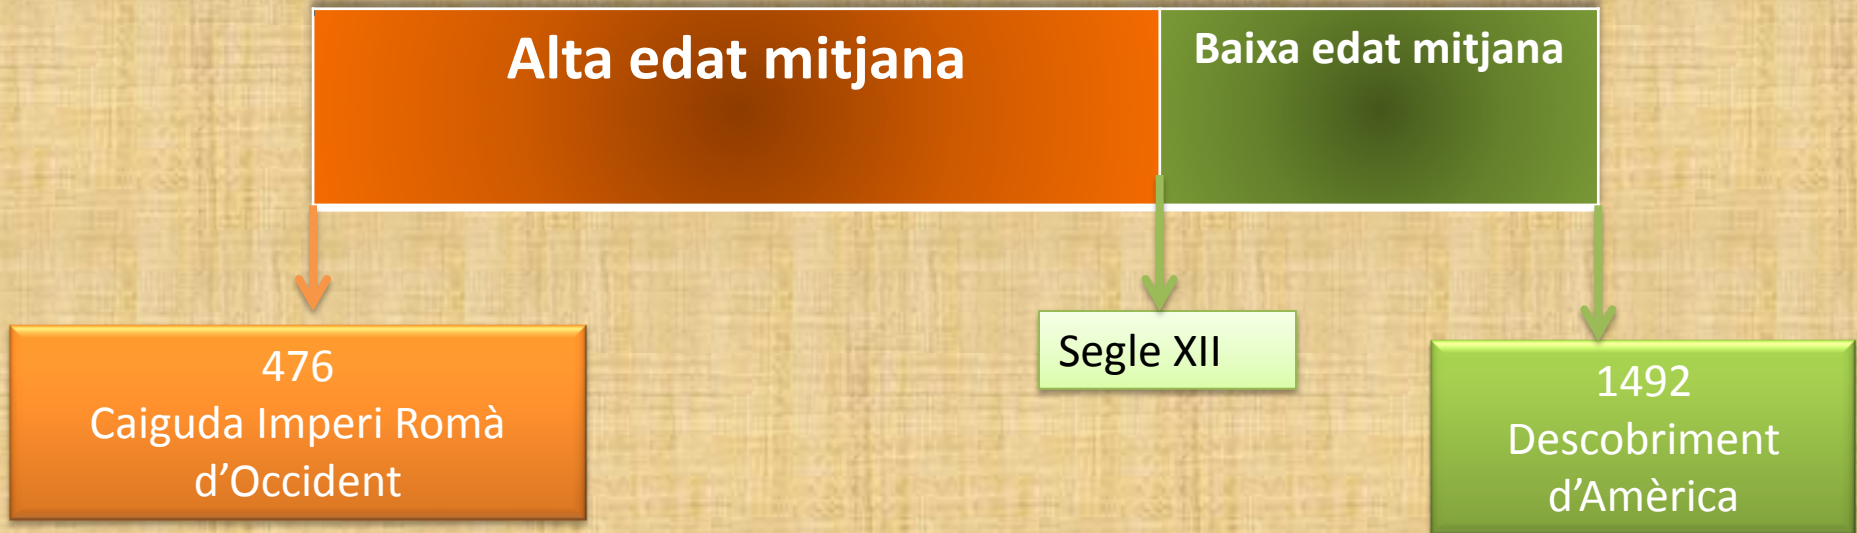 Alta edat mitjana
Baixa edat mitjana
476
Caiguda Imperi Romà
d’Occident
Segle XII
1492
Descobriment
d’Amèrica